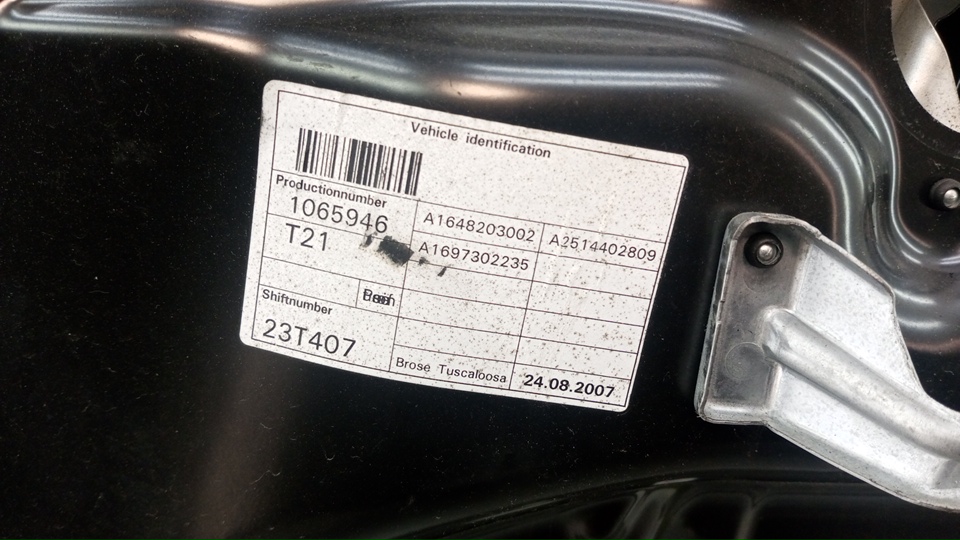 Vehicle identification
Productionnumber
1065946
T21
A1648203002
A2514402809
A1697302235
Shiftnumber
23T407
Brose Tuscaloosa
24.08.2007